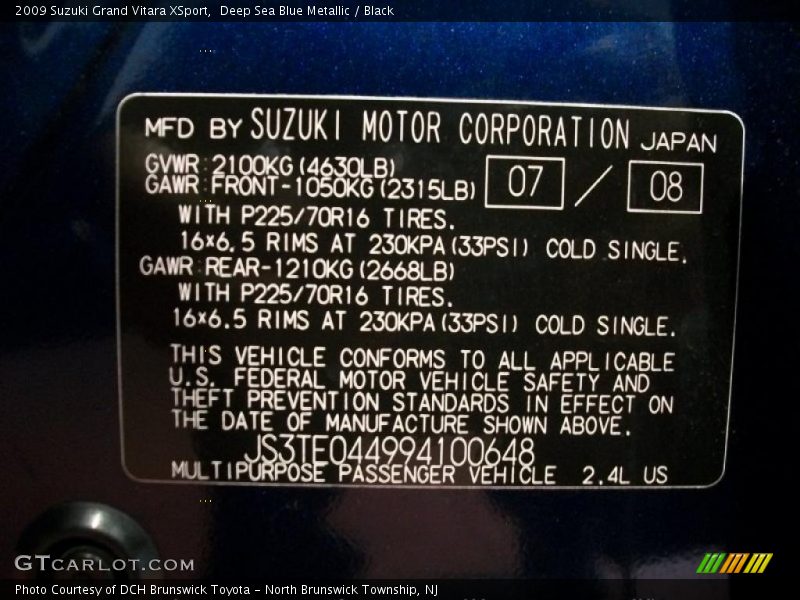 2009 Suzuki Grand Vitara XSport,  Deep Sea Blue Metallic / Black
MFD BY SUZUKI MOTOR CORPORATION JAPAN
GVWR: 2100KG (4630LB)
07 / 08
GAWR: FRONT-1050KG (2315LB)
WITH P225/70R16 TIRES.
16×6.5 RIMS AT 230KPA (33PSI) COLD SINGLE.
GAWR: REAR-1210KG (2668LB)
WITH P225/70R16 TIRES.
16×6.5 RIMS AT 230KPA (33PSI) COLD SINGLE.
THIS VEHICLE CONFORMS TO ALL APPLICABLE
U.S. FEDERAL MOTOR VEHICLE SAFETY AND
THEFT PREVENTION STANDARDS IN EFFECT ON
THE DATE OF MANUFACTURE SHOWN ABOVE.
JS3TE044994100648
MULTIPURPOSE PASSENGER VEHICLE 2.4L US
GTCARLOT.COM
Photo Courtesy of DCH Brunswick Toyota - North Brunswick Township, NJ